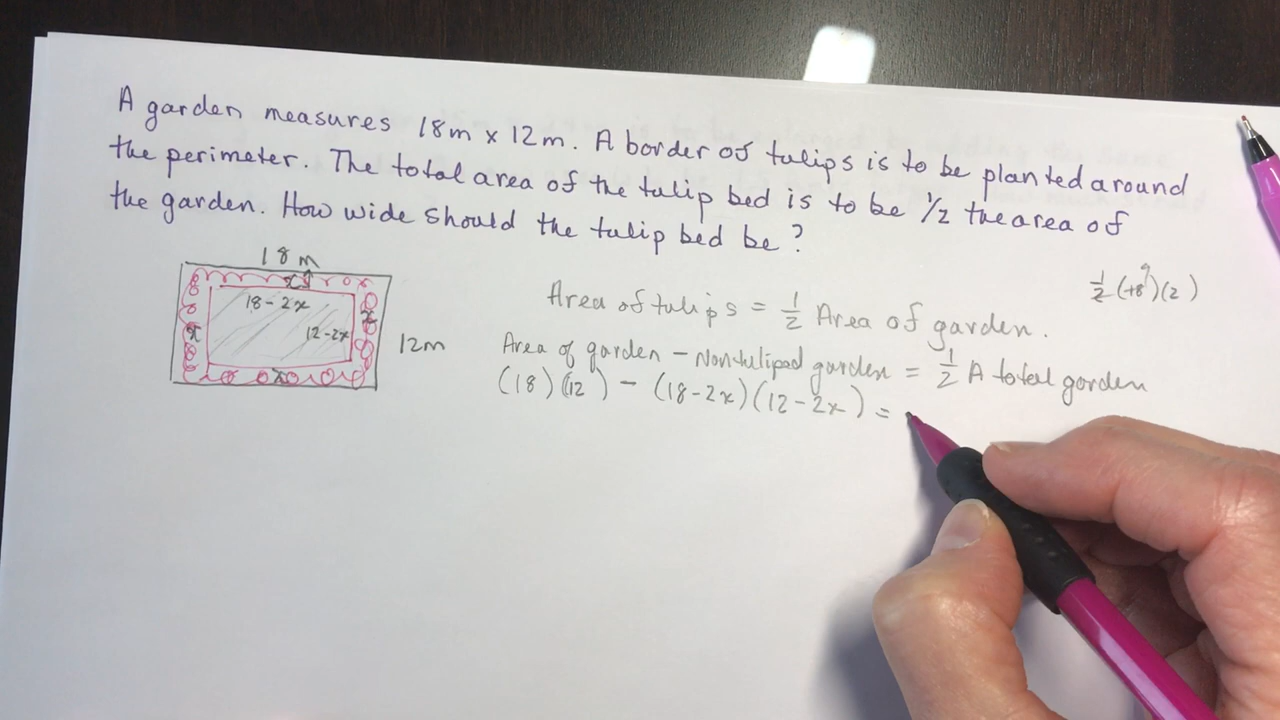 A garden measures 18m x 12m. A border of tulips is to be planted around
the perimeter. The total area of the tulip bed is to be 1/2 the area of
the garden. How wide should the tulip bed be?
18m
x
18-2x
x
12-2x
x
x
12m
1/2 (18)(2)
9
Area of tulips = 1/2 Area of garden.
Area of garden - Nontuliped garden = 1/2 A total garden
(18)(12) - (18-2x)(12-2x) =